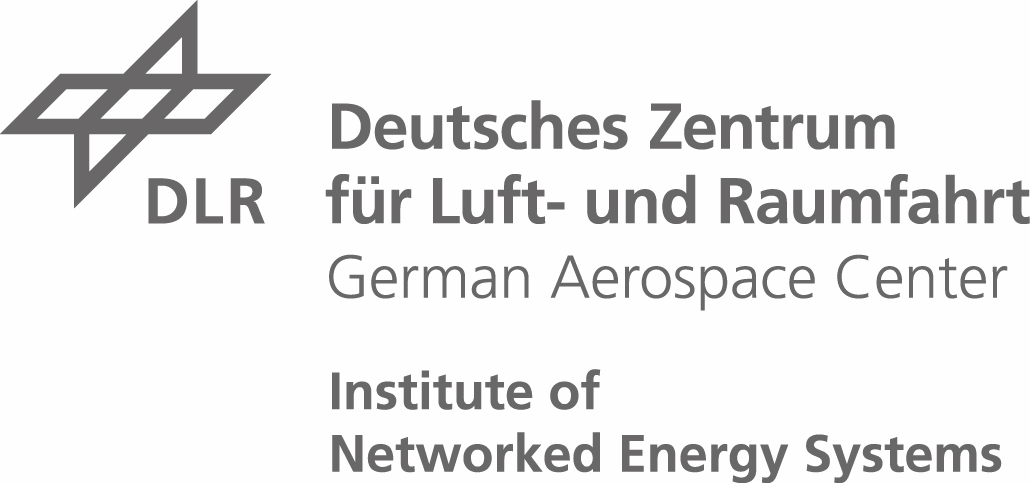 DLR
Deutsches Zentrum
für Luft- und Raumfahrt
German Aerospace Center
Institute of
Networked Energy Systems